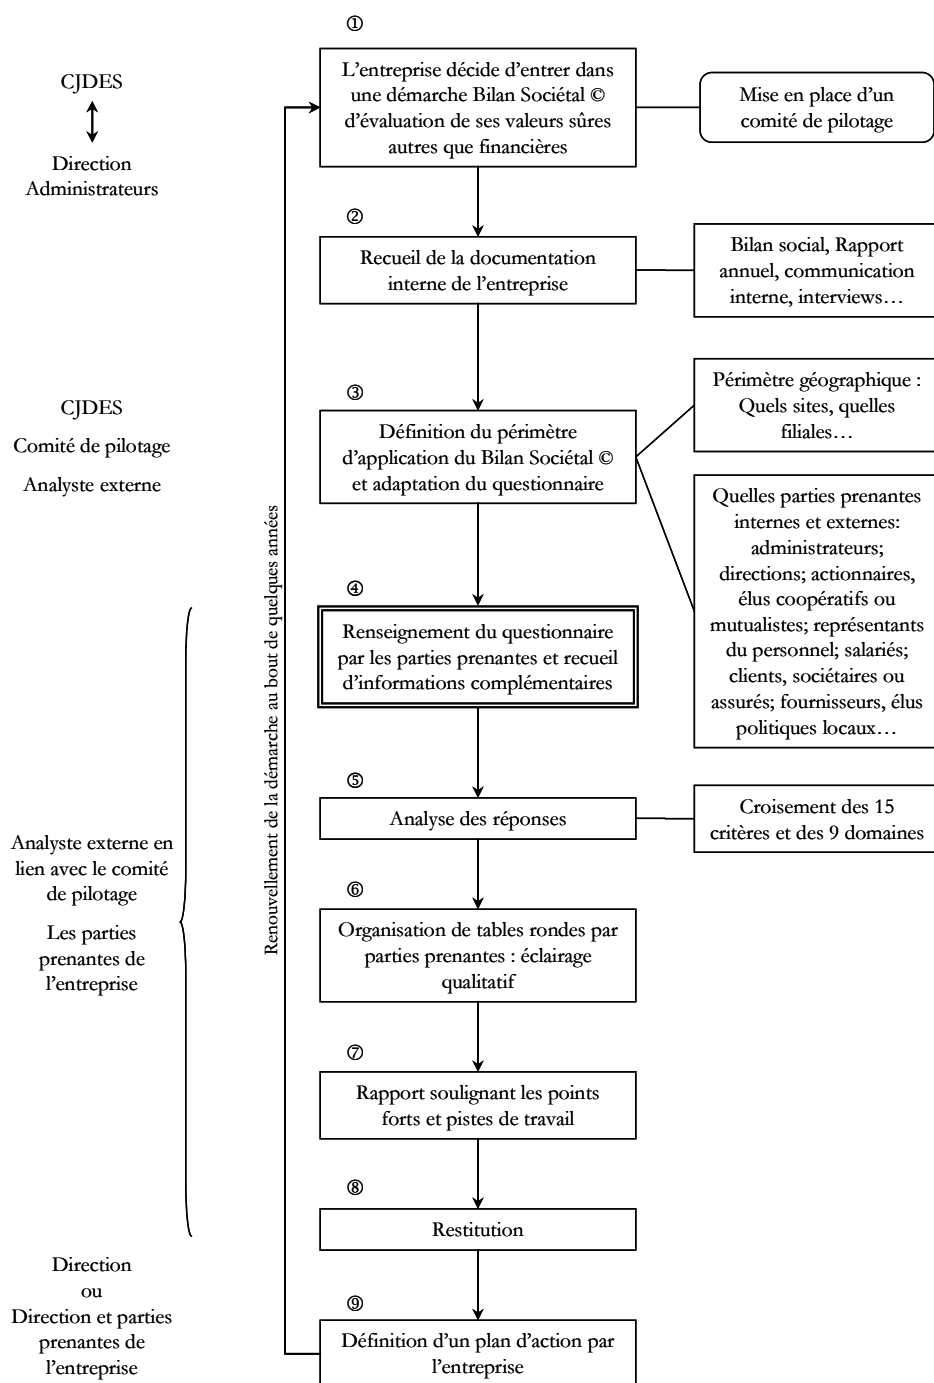 ①
CJDES
Direction
Administrateurs
L'entreprise décide d'entrer dans
une démarche Bilan Sociétal ©
d'évaluation de ses valeurs sûres
autres que financières
Mise en place d'un
comité de pilotage
②
Recueil de la documentation
interne de l'entreprise
Bilan social, Rapport
annuel, communication
interne, interviews…
③
CJDES
Comité de pilotage
Analyste externe
Définition du périmètre
d'application du Bilan Sociétal ©
et adaptation du questionnaire
Périmètre géographique :
Quels sites, quelles
filiales…
Quelles parties prenantes
internes et externes:
administrateurs;
directions; actionnaires,
élus coopératifs ou
mutualistes; représentants
du personnel; salariés;
clients, sociétaires ou
assurés; fournisseurs, élus
politiques locaux…
Renouvellement de la démarche au bout de quelques années
④
Renseignement du questionnaire
par les parties prenantes et recueil
d'informations complémentaires
⑤
Analyse des réponses
Croisement des 15
critères et des 9 domaines
Analyste externe en
lien avec le comité
de pilotage
Les parties
prenantes de
l'entreprise
⑥
Organisation de tables rondes par
parties prenantes : éclairage
qualitatif
⑦
Rapport soulignant les points
forts et pistes de travail
⑧
Restitution
Direction
ou
Direction et parties
prenantes de
l'entreprise
⑨
Définition d'un plan d'action par
l'entreprise